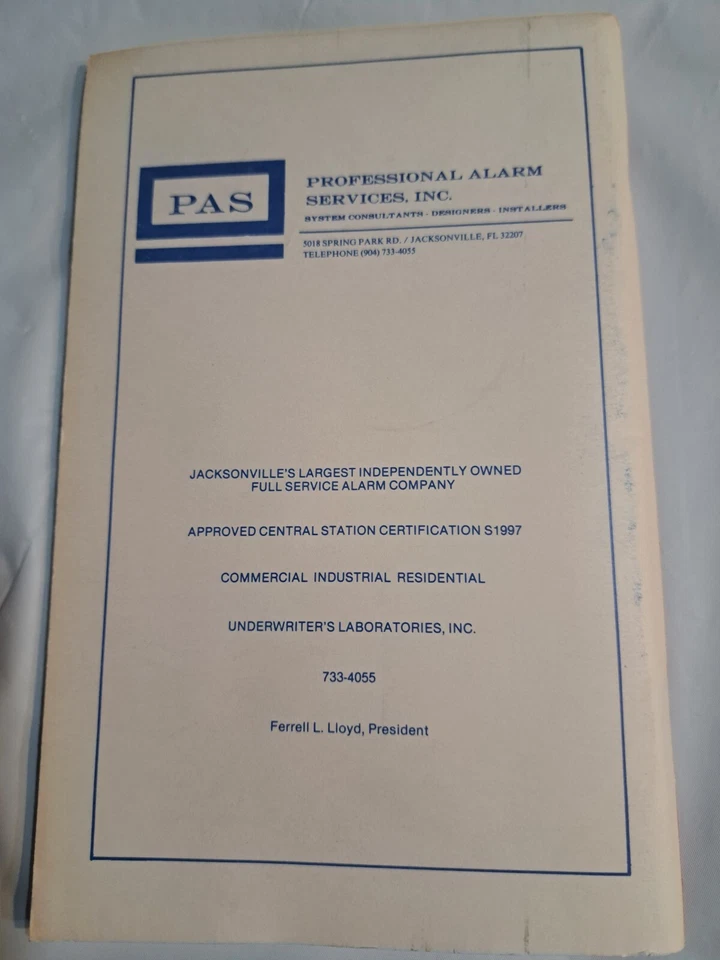 PAS
PROFESSIONAL ALARM
SERVICES, INC.
SYSTEM CONSULTANTS - DESIGNERS - INSTALLERS
5018 SPRING PARK RD. / JACKSONVILLE, FL 32207
TELEPHONE (904) 733-4055
JACKSONVILLE'S LARGEST INDEPENDENTLY OWNED
FULL SERVICE ALARM COMPANY
APPROVED CENTRAL STATION CERTIFICATION S1997
COMMERCIAL INDUSTRIAL RESIDENTIAL
UNDERWRITER'S LABORATORIES, INC.
733-4055
Ferrell L. Lloyd, President